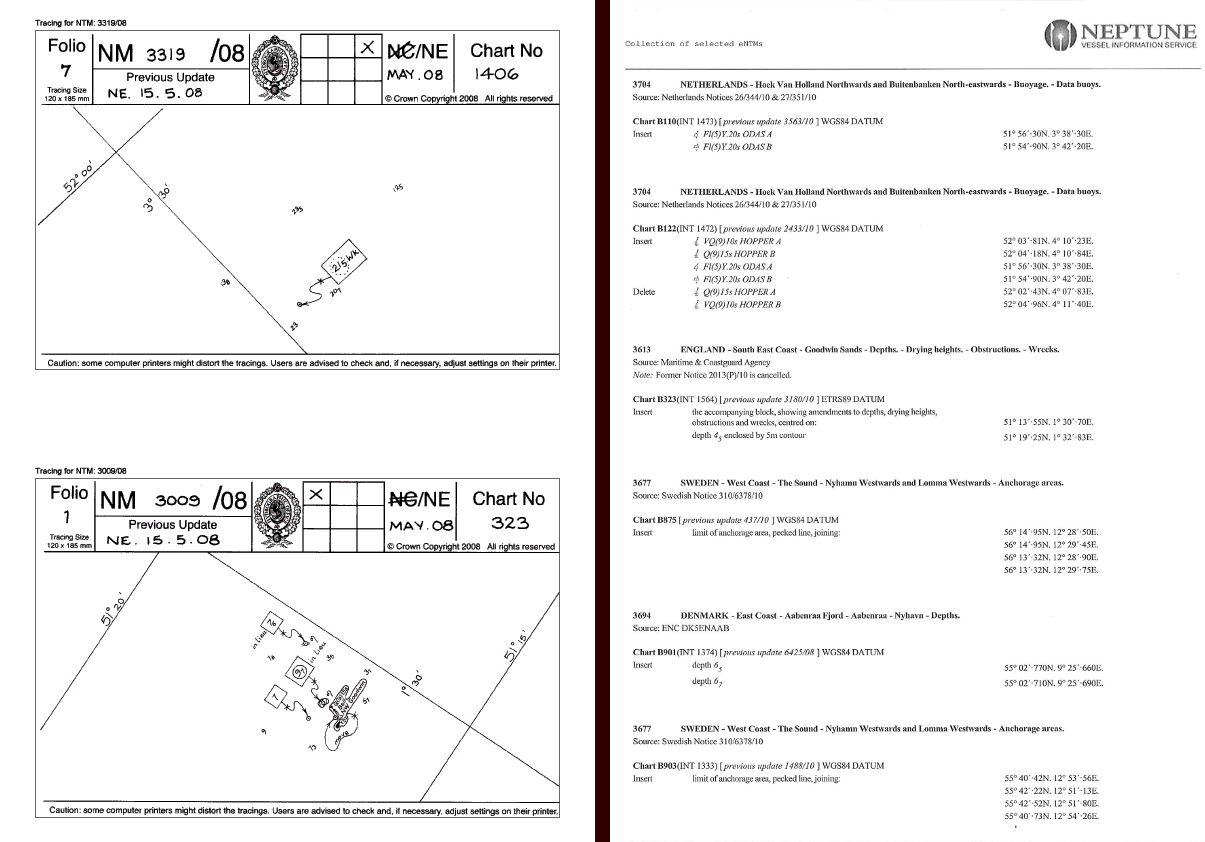 Tracing for NTM: 3319/08
Folio
7
Tracing Size
120 x 185 mm
NM 3319 /08
Previous Update
NE. 15.5.08
X
NC/NE
MAY.08
Chart No
1406
© Crown Copyright 2008 All rights reserved
52° 00'
3° 30'
125
215 Wk
23
Caution: some computer printers might distort the tracings. Users are advised to check and, if necessary, adjust settings on their printer.
Tracing for NTM: 3009/08
Folio
1
Tracing Size
120 x 185 mm
NM 3009 /08
Previous Update
NE. 15.5.08
X
NC/NE
MAY.08
Chart No
323
© Crown Copyright 2008 All rights reserved
51° 20'
51° 15'
1° 30'
76
in lieu
in lieu
7
9
Caution: some computer printers might distort the tracings. Users are advised to check and, if necessary, adjust settings on their printer.
Collection of selected eNTMs
NEPTUNE
VESSEL INFORMATION SERVICE
3704 NETHERLANDS - Hoek Van Holland Northwards and Buitenbanken North-eastwards - Buoyage. - Data buoys.
Source: Netherlands Notices 26/344/10 & 27/351/10
Chart B110(INT 1473) [ previous update 3563/10 ] WGS84 DATUM
Insert Fl(5)Y.20s ODAS A 51° 56´·30N. 3° 38´·30E.
Fl(5)Y.20s ODAS B 51° 54´·90N. 3° 42´·20E.
3704 NETHERLANDS - Hoek Van Holland Northwards and Buitenbanken North-eastwards - Buoyage. - Data buoys.
Source: Netherlands Notices 26/344/10 & 27/351/10
Chart B122(INT 1472) [ previous update 2433/10 ] WGS84 DATUM
Insert VQ(9)10s HOPPER A 52° 03´·81N. 4° 10´·23E.
Q(9)15s HOPPER B 52° 04´·18N. 4° 10´·84E.
Fl(5)Y.20s ODAS A 51° 56´·30N. 3° 38´·30E.
Fl(5)Y.20s ODAS B 51° 54´·90N. 3° 42´·20E.
Delete Q(9)15s HOPPER A 52° 02´·43N. 4° 07´·83E.
VQ(9)10s HOPPER B 52° 04´·96N. 4° 11´·40E.
3613 ENGLAND - South East Coast - Goodwin Sands - Depths. - Drying heights. - Obstructions. - Wrecks.
Source: Maritime & Coastguard Agency
Note: Former Notice 2013(P)/10 is cancelled.
Chart B323(INT 1564) [ previous update 3180/10 ] ETRS89 DATUM
Insert the accompanying block, showing amendments to depths, drying heights,
obstructions and wrecks, centred on: 51° 13´·55N. 1° 30´·70E.
depth 4₃ enclosed by 5m contour 51° 19´·25N. 1° 32´·83E.
3677 SWEDEN - West Coast - The Sound - Nyhamn Westwards and Lomma Westwards - Anchorage areas.
Source: Swedish Notice 310/6378/10
Chart B875 [ previous update 437/10 ] WGS84 DATUM
Insert limit of anchorage area, pecked line, joining: 56° 14´·95N. 12° 28´·50E.
56° 14´·95N. 12° 29´·45E.
56° 13´·32N. 12° 28´·90E.
56° 13´·32N. 12° 29´·75E.
3694 DENMARK - East Coast - Aabenraa Fjord - Aabenraa - Nyhavn - Depths.
Source: ENC DK5ENAAB
Chart B901(INT 1374) [ previous update 6425/08 ] WGS84 DATUM
Insert depth 6₅ 55° 02´·770N. 9° 25´·660E.
depth 6₇ 55° 02´·710N. 9° 25´·690E.
3677 SWEDEN - West Coast - The Sound - Nyhamn Westwards and Lomma Westwards - Anchorage areas.
Source: Swedish Notice 310/6378/10
Chart B903(INT 1333) [ previous update 1488/10 ] WGS84 DATUM
Insert limit of anchorage area, pecked line, joining: 55° 40´·42N. 12° 53´·56E.
55° 42´·22N. 12° 51´·13E.
55° 42´·52N. 12° 51´·80E.
55° 40´·73N. 12° 54´·26E.